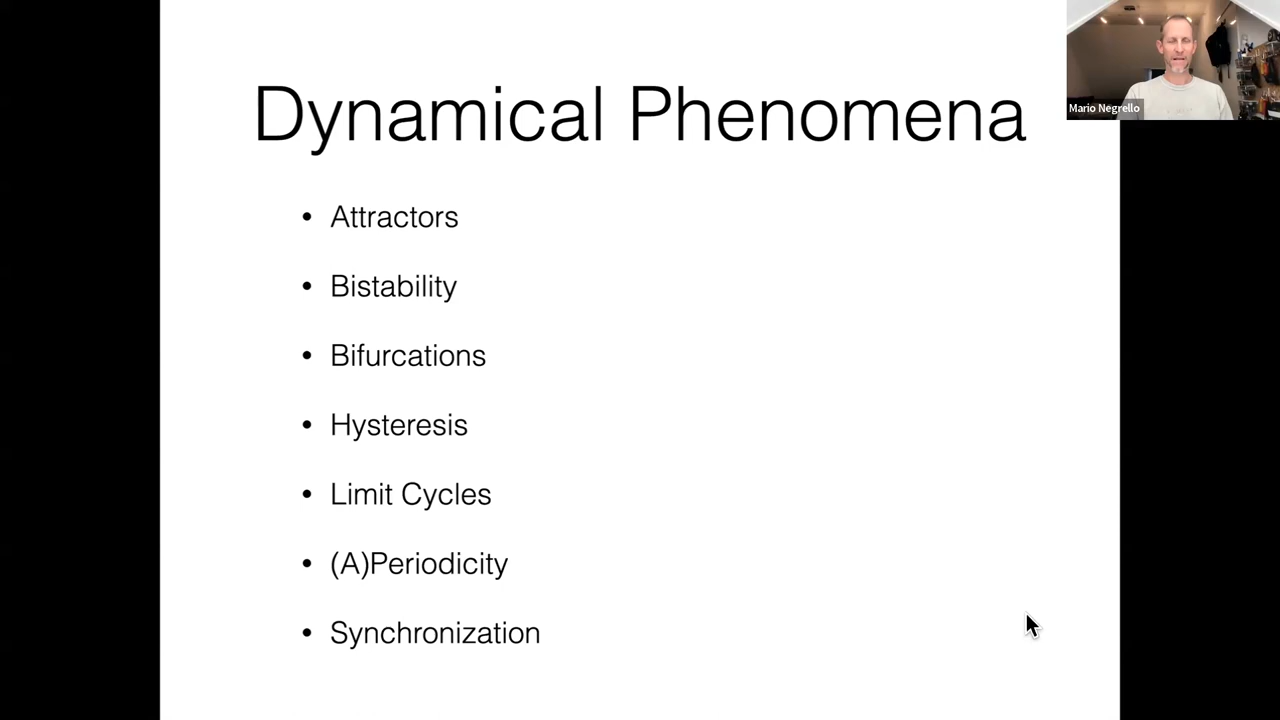 Dynamical Phenomena
Mario Negrello
• Attractors
• Bistability
• Bifurcations
• Hysteresis
• Limit Cycles
• (A)Periodicity
• Synchronization